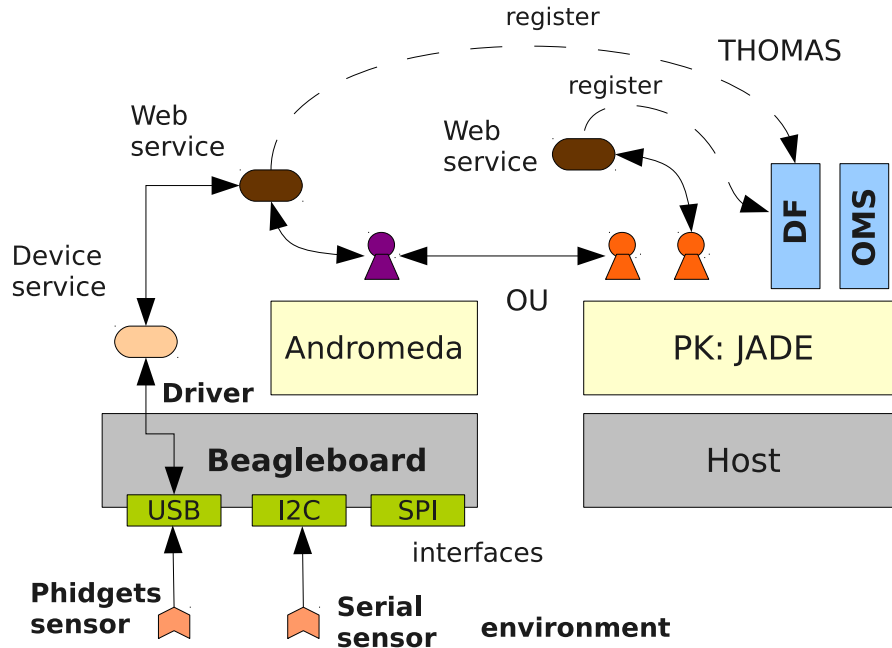 register
THOMAS
register
Web
service
Web
service
DF
OMS
Device
service
OU
Andromeda
PK: JADE
Driver
Beagleboard
Host
USB
I2C
SPI
interfaces
Phidgets
sensor
Serial
sensor
environment